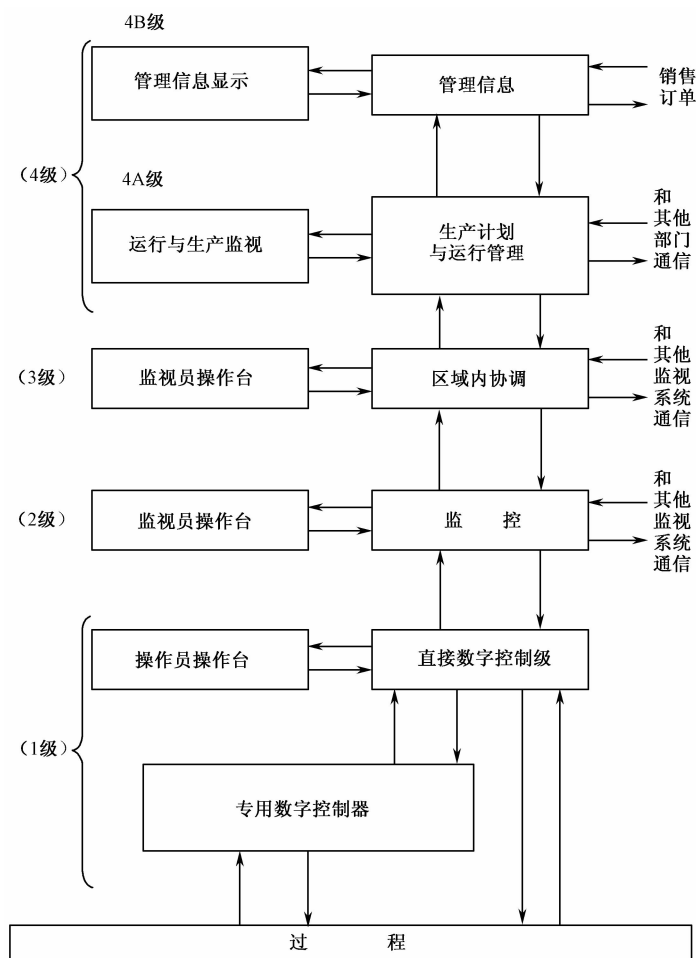 4B级
管理信息显示
管理信息
销售
订单
（4级）
4A级
运行与生产监视
生产计划
与运行管理
和
其他
部门
通信
（3级）
监视员操作台
区域内协调
和
其他
监视
系统
通信
（2级）
监视员操作台
监 控
和
其他
监视
系统
通信
操作员操作台
直接数字控制级
（1级）
专用数字控制器
过 程